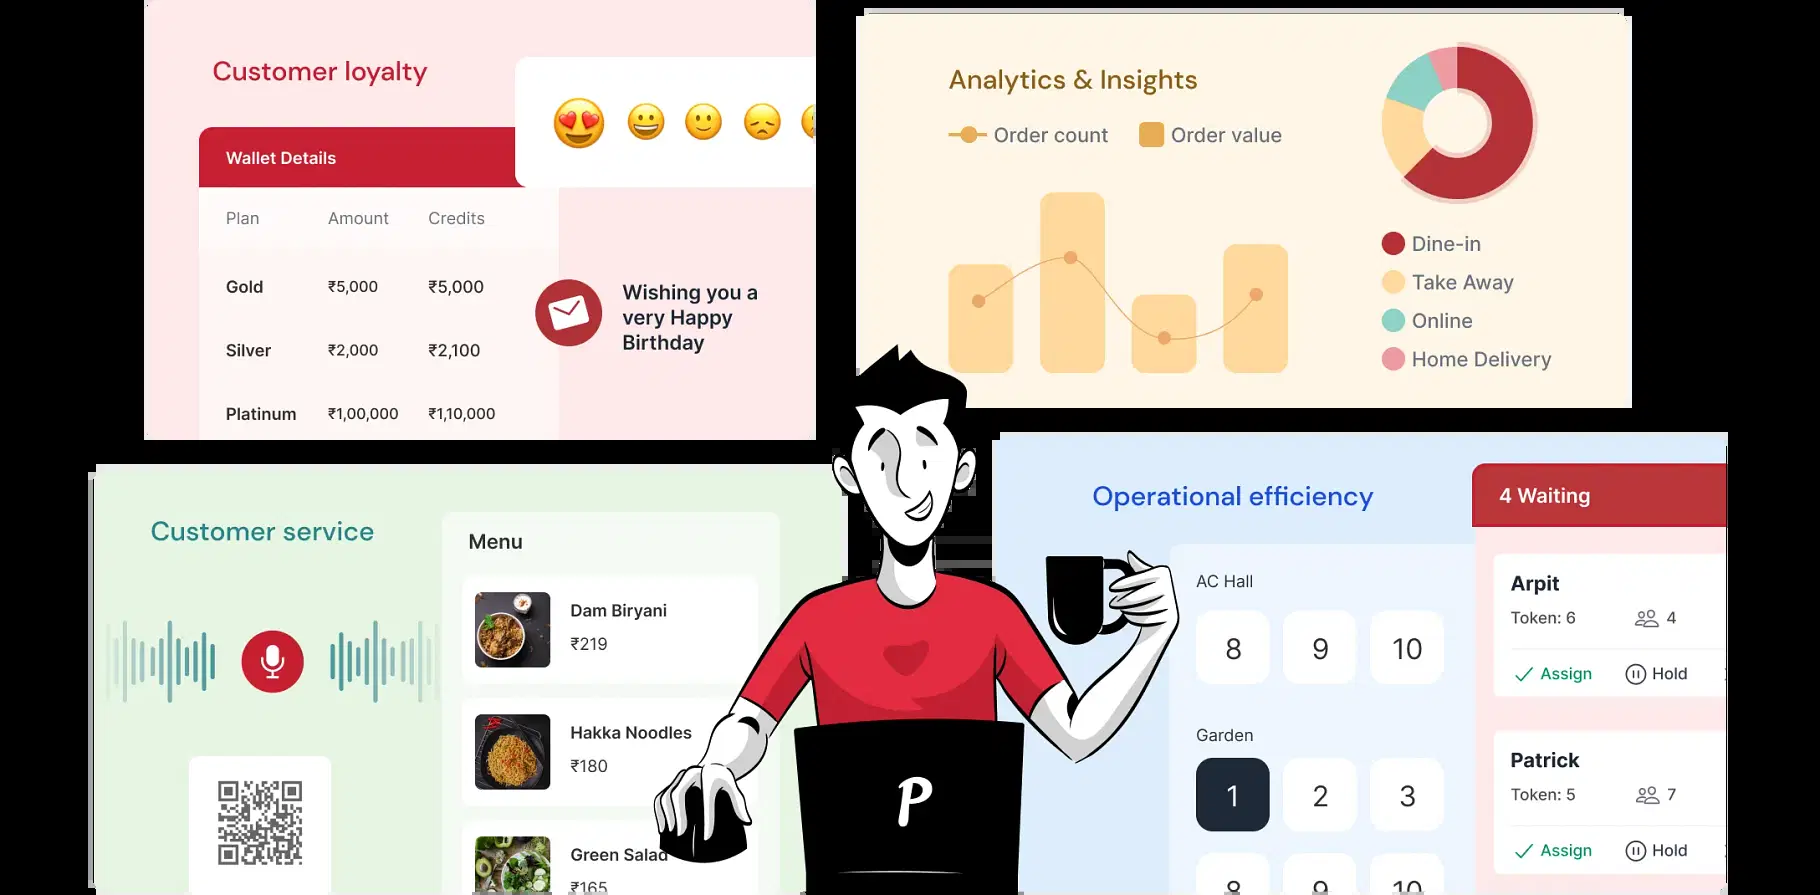 Customer loyalty
Wallet Details
Plan Amount Credits
Gold ₹5,000 ₹5,000
Silver ₹2,000 ₹2,100
Platinum ₹1,00,000 ₹1,10,000
Wishing you a
very Happy
Birthday
Analytics & Insights
Order count Order value
Dine-in
Take Away
Online
Home Delivery
Customer service
Menu
Dam Biryani
₹219
Hakka Noodles
₹180
Green Salad
₹165
P
Operational efficiency
AC Hall
8 9 10
Garden
1 2 3
8 9 10
4 Waiting
Arpit
Token: 6 4
Assign Hold
Patrick
Token: 5 7
Assign Hold